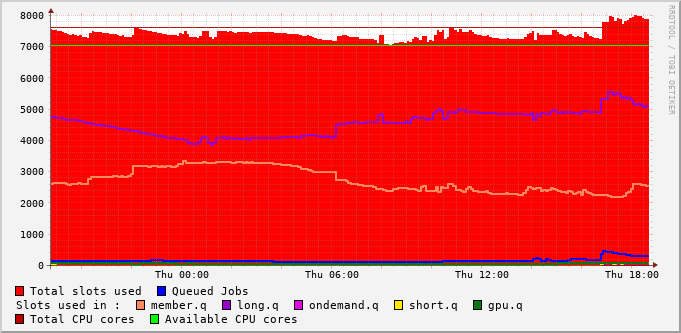 8000
7000
6000
5000
4000
3000
2000
1000
0
Thu 00:00 Thu 06:00 Thu 12:00 Thu 18:00
RRDTOOL / TOBI OETIKER
Total slots used Queued Jobs
Slots used in : member.q long.q ondemand.q short.q gpu.q
Total CPU cores Available CPU cores